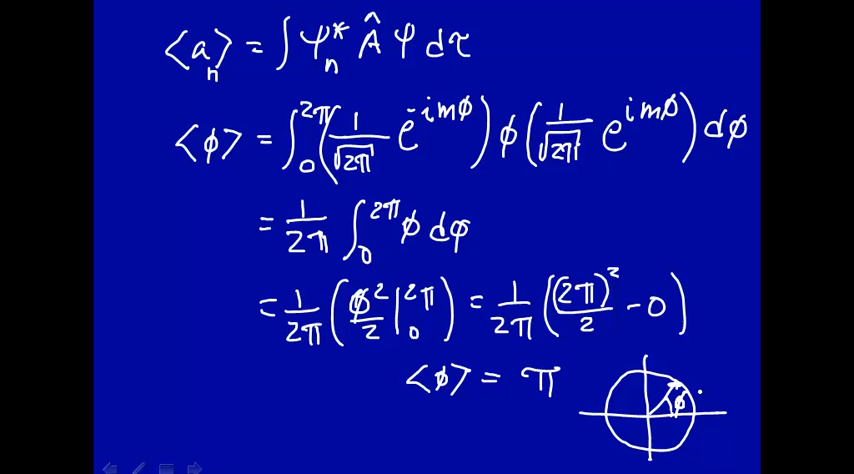 ⟨aₙ⟩ = ∫ ψₙ* Â ψ dτ
⟨ϕ⟩ = ∫₀^{2π} (1/√2π e^{-imϕ}) ϕ (1/√2π e^{imϕ}) dϕ
= 1/2π ∫₀^{2π} ϕ dφ
= 1/2π (ϕ²/2 |₀^{2π}) = 1/2π ((2π)²/2 - 0)
⟨ϕ⟩ = π
ϕ